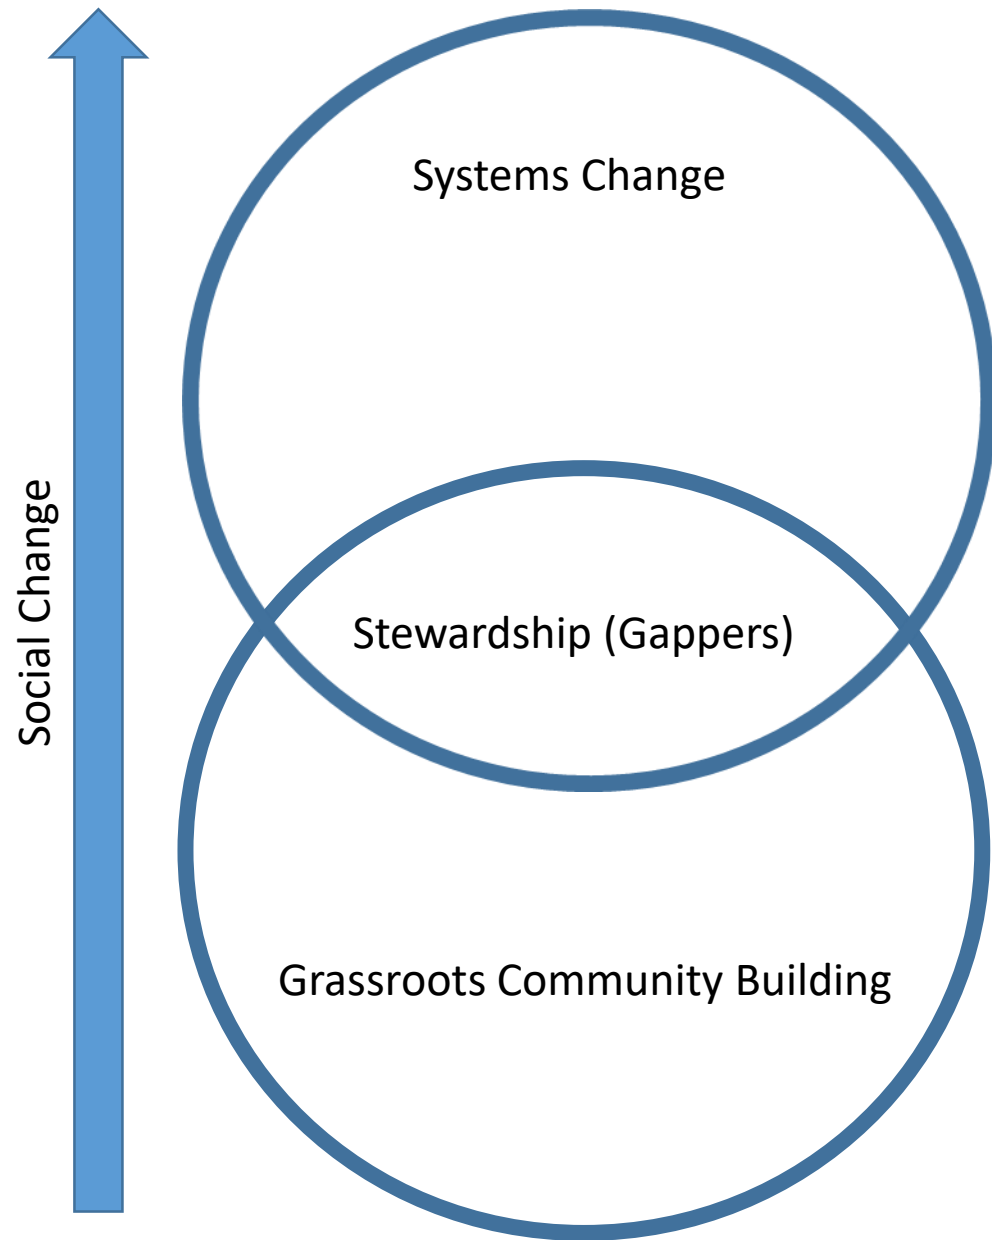 Systems Change
Social Change
Stewardship (Gappers)
Grassroots Community Building